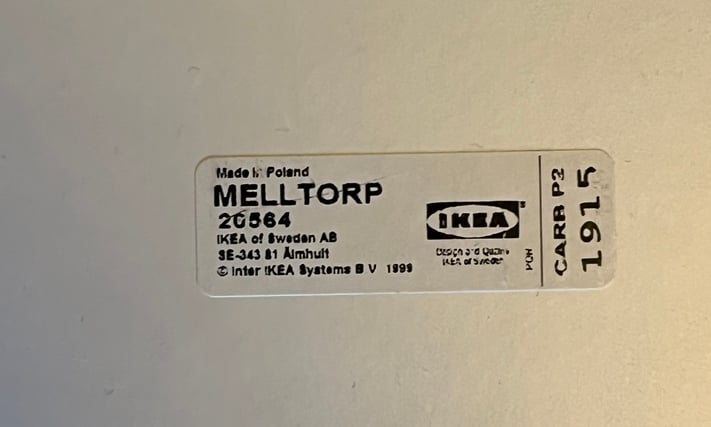 Made in Poland
MELLTORP
20564
IKEA of Sweden AB
SE-343 81 Älmhult
© Inter IKEA Systems B V 1999
IKEA
®
Design and Quality
IKEA of Sweden
CARB P2
1915